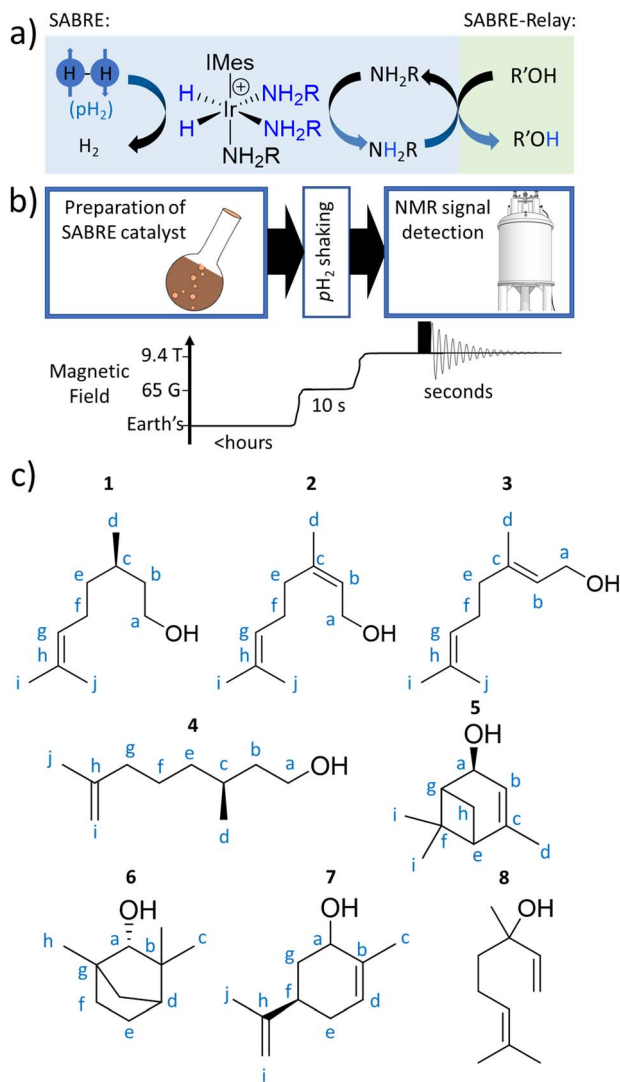 a)
SABRE:
SABRE-Relay:
H H
(pH₂)
H₂
IMes
H
Ir
⊕
NH₂R
H
NH₂R
NH₂R
NH₂R
NH₂R
R'OH
R'OH
b)
Preparation of
SABRE catalyst
pH₂ shaking
NMR signal
detection
Magnetic
Field
9.4 T
65 G
Earth's
<hours
10 s
seconds
c)
1
d
e c b
f a OH
g
h
i j
2
d
e c b
f a OH
g
h
i j
3
d
e c a
f b OH
g
h
i j
4
j g e b OH
h f c a
i d
5
OH
a
g b
i h
f c
i e d
6
OH
h a b c
g
f d
e
7
OH
g a b c
j h f d
e
i
8
OH